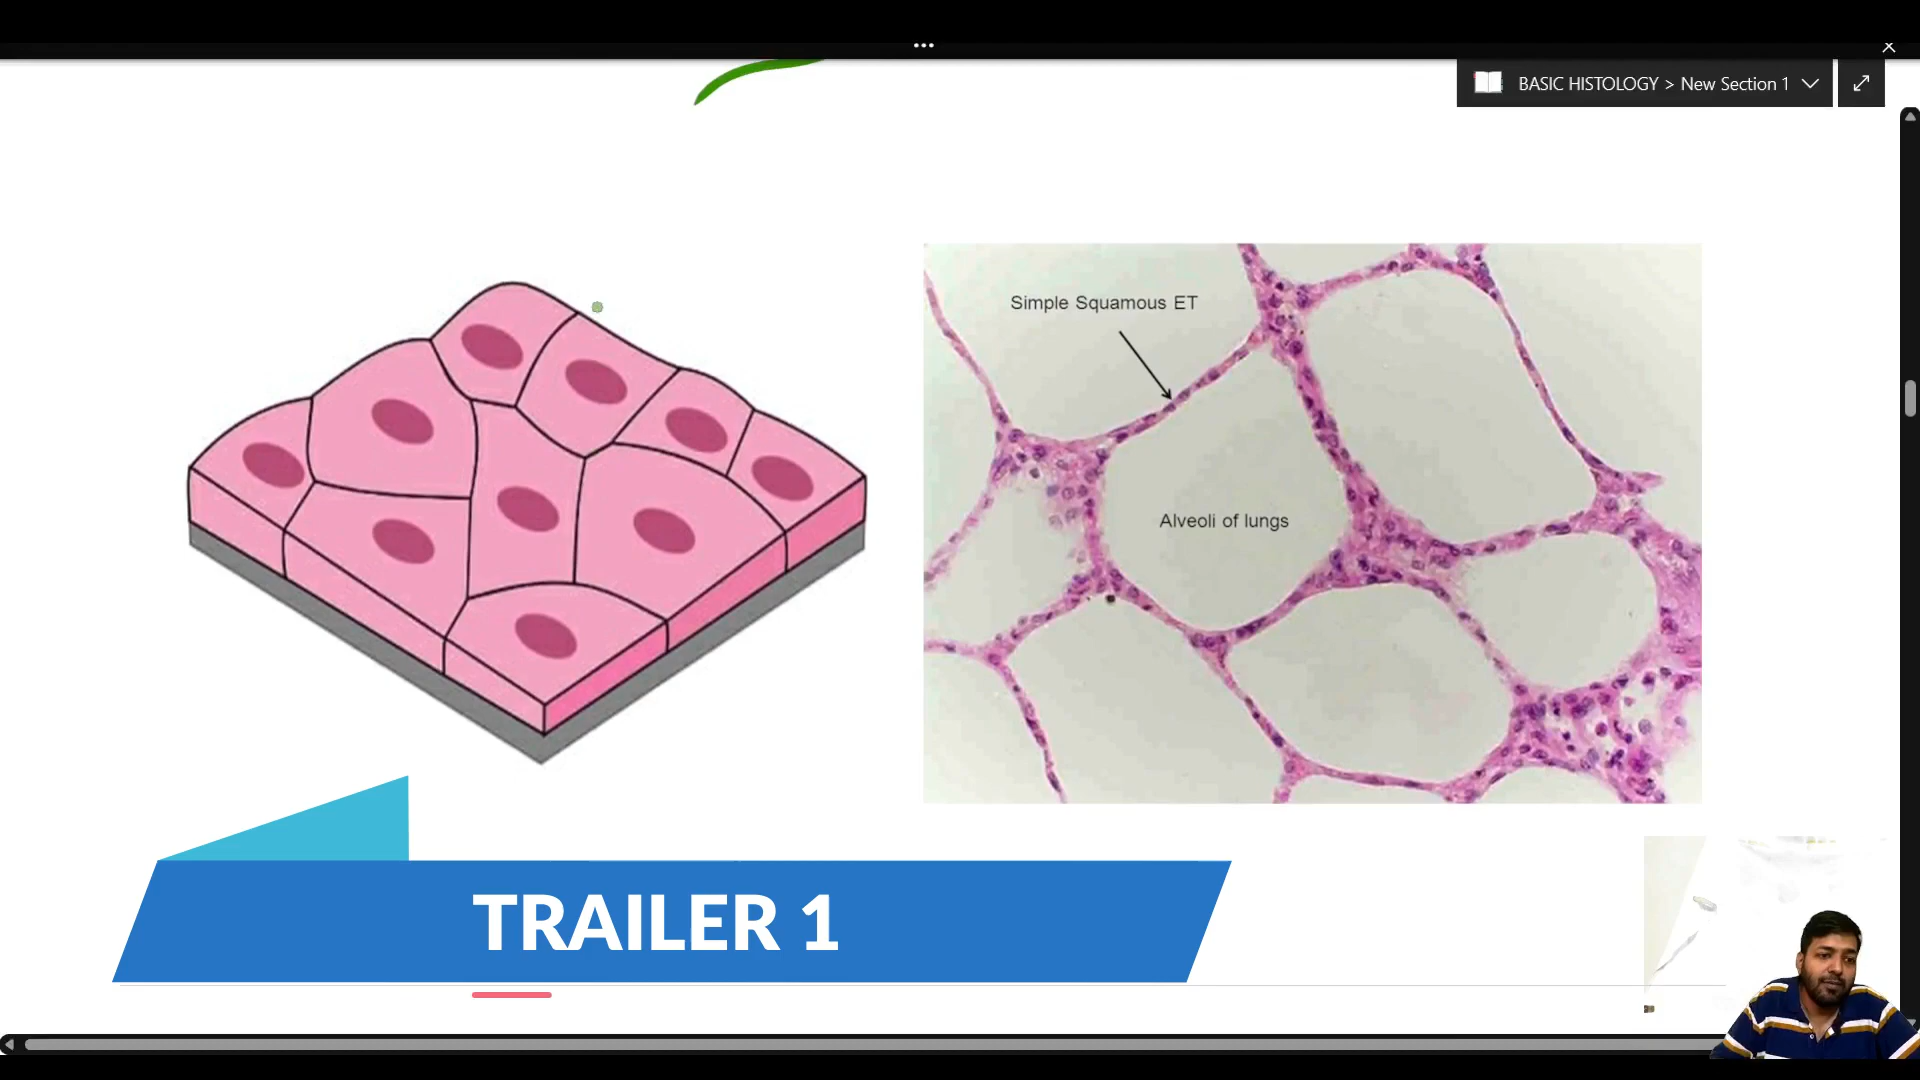 BASIC HISTOLOGY > New Section 1
Simple Squamous ET
Alveoli of lungs
TRAILER 1